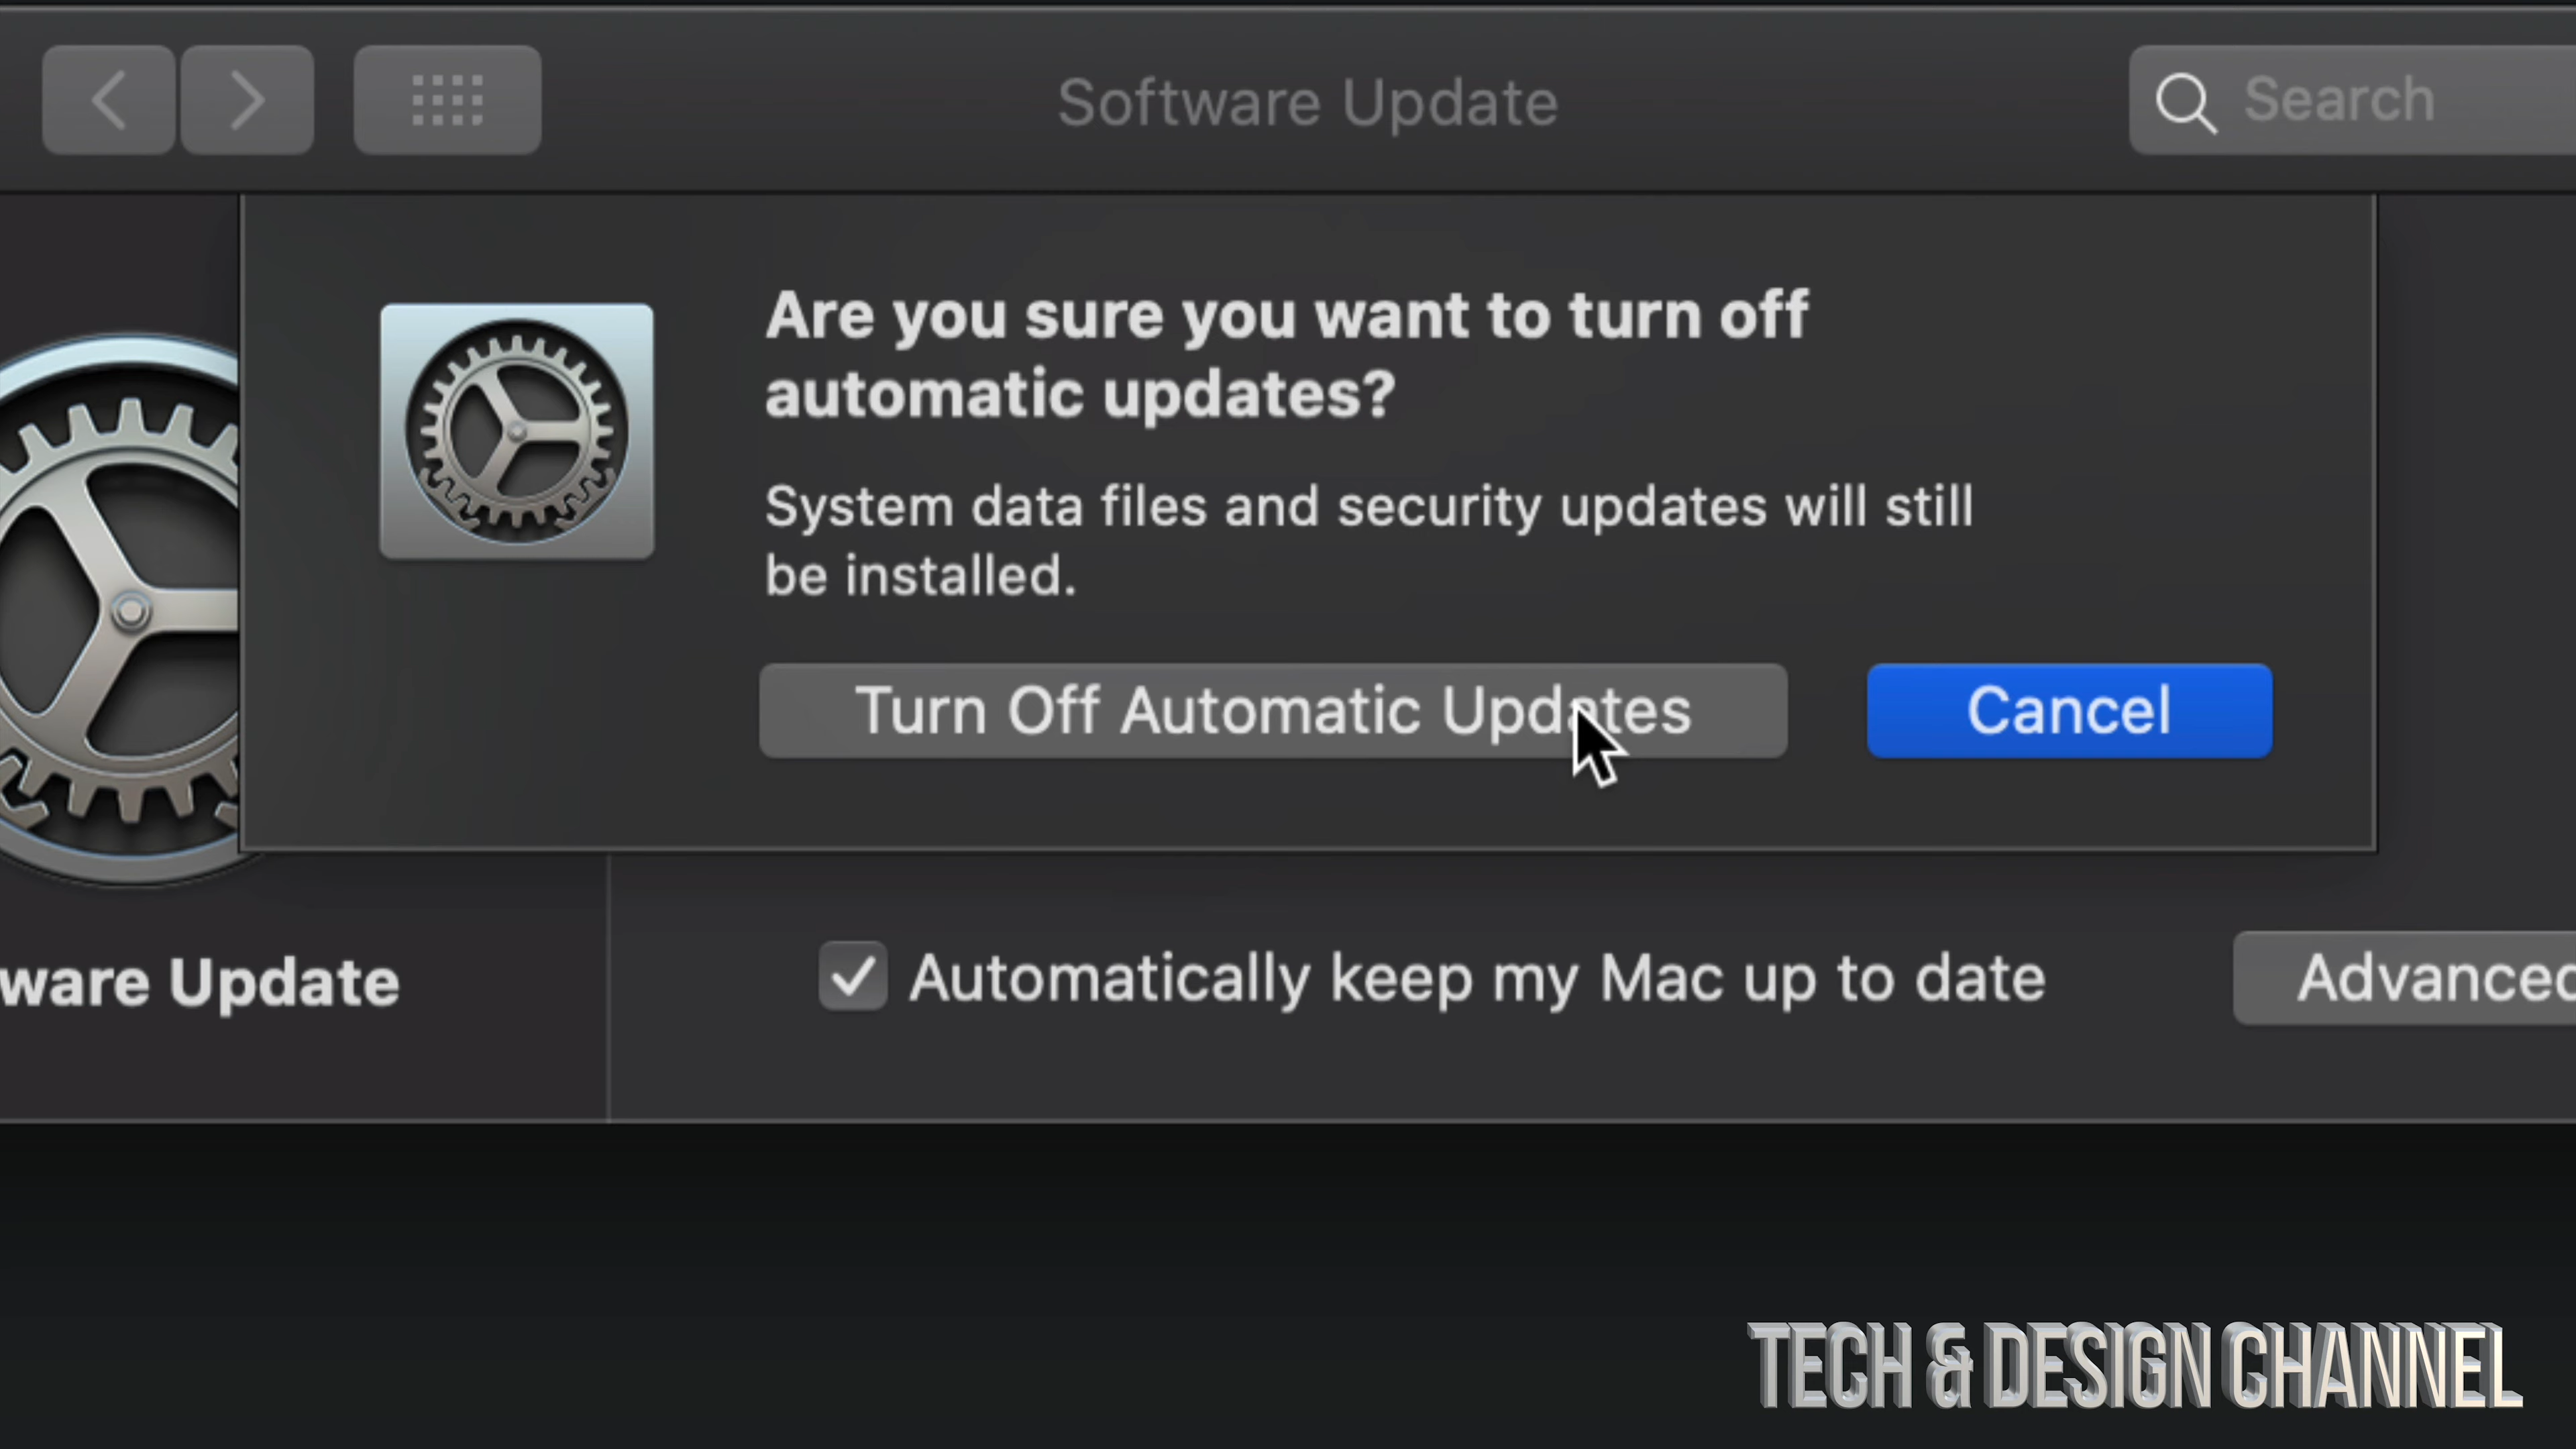 Software Update
Search
Are you sure you want to turn off
automatic updates?
System data files and security updates will still
be installed.
Turn Off Automatic Updates
Cancel
ware Update
Automatically keep my Mac up to date
Advanced
TECH & DESIGN CHANNEL